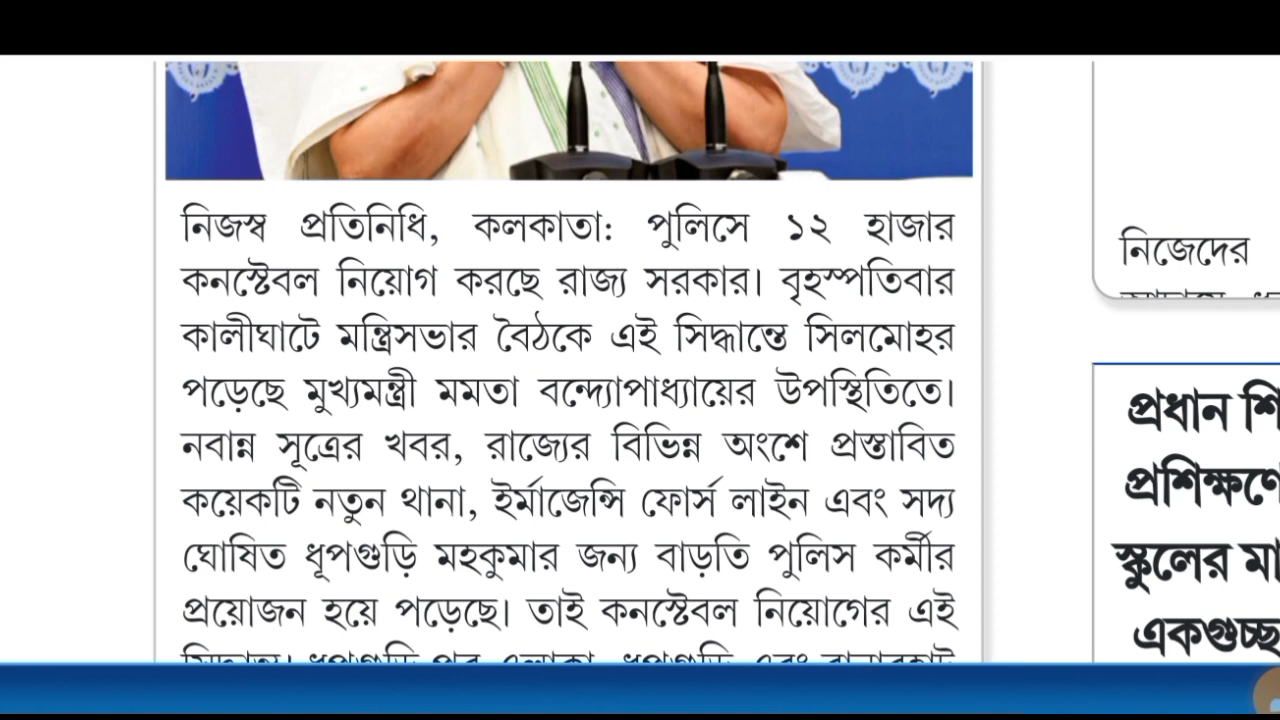 নিজস্ব প্রতিনিধি, কলকাতা: পুলিসে ১২ হাজার
কনস্টেবল নিয়োগ করছে রাজ্য সরকার। বৃহস্পতিবার
কালীঘাটে মন্ত্রিসভার বৈঠকে এই সিদ্ধান্তে সিলমোহর
পড়েছে মুখ্যমন্ত্রী মমতা বন্দ্যোপাধ্যায়ের উপস্থিতিতে।
নবান্ন সূত্রের খবর, রাজ্যের বিভিন্ন অংশে প্রস্তাবিত
কয়েকটি নতুন থানা, ইর্মাজেন্সি ফোর্স লাইন এবং সদ্য
ঘোষিত ধূপগুড়ি মহকুমার জন্য বাড়তি পুলিস কর্মীর
প্রয়োজন হয়ে পড়েছে। তাই কনস্টেবল নিয়োগের এই
নিজেদের
প্রধান শি
প্রশিক্ষণে
স্কুলের মা
একগুচ্ছ